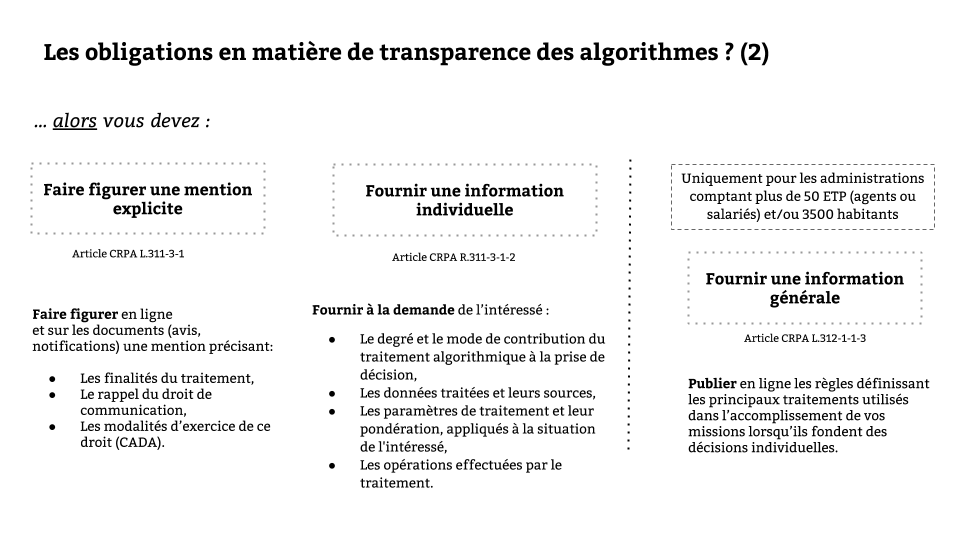 Les obligations en matière de transparence des algorithmes ? (2)
... alors vous devez :
Faire figurer une mention
explicite
Article CRPA L.311-3-1
Faire figurer en ligne
et sur les documents (avis,
notifications) une mention précisant:
● Les finalités du traitement,
● Le rappel du droit de
communication,
● Les modalités d’exercice de ce
droit (CADA).
Fournir une information
individuelle
Article CRPA R.311-3-1-2
Fournir à la demande de l’intéressé :
● Le degré et le mode de contribution du
traitement algorithmique à la prise de
décision,
● Les données traitées et leurs sources,
● Les paramètres de traitement et leur
pondération, appliqués à la situation
de l'intéressé,
● Les opérations effectuées par le
traitement.
Uniquement pour les administrations
comptant plus de 50 ETP (agents ou
salariés) et/ou 3500 habitants
Fournir une information
générale
Article CRPA L.312-1-1-3
Publier en ligne les règles définissant
les principaux traitements utilisés
dans l’accomplissement de vos
missions lorsqu’ils fondent des
décisions individuelles.